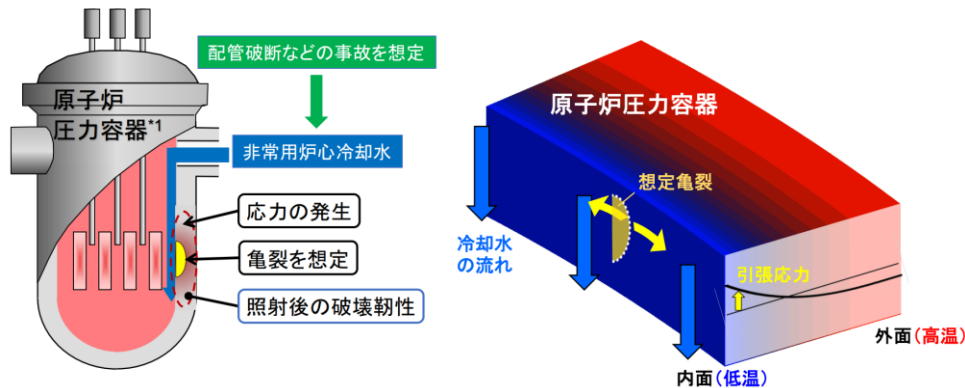 配管破断などの事故を想定
原子炉
圧力容器*1
非常用炉心冷却水
応力の発生
亀裂を想定
照射後の破壊靭性
原子炉圧力容器
想定亀裂
冷却水
の流れ
引張応力
外面(高温)
内面(低温)